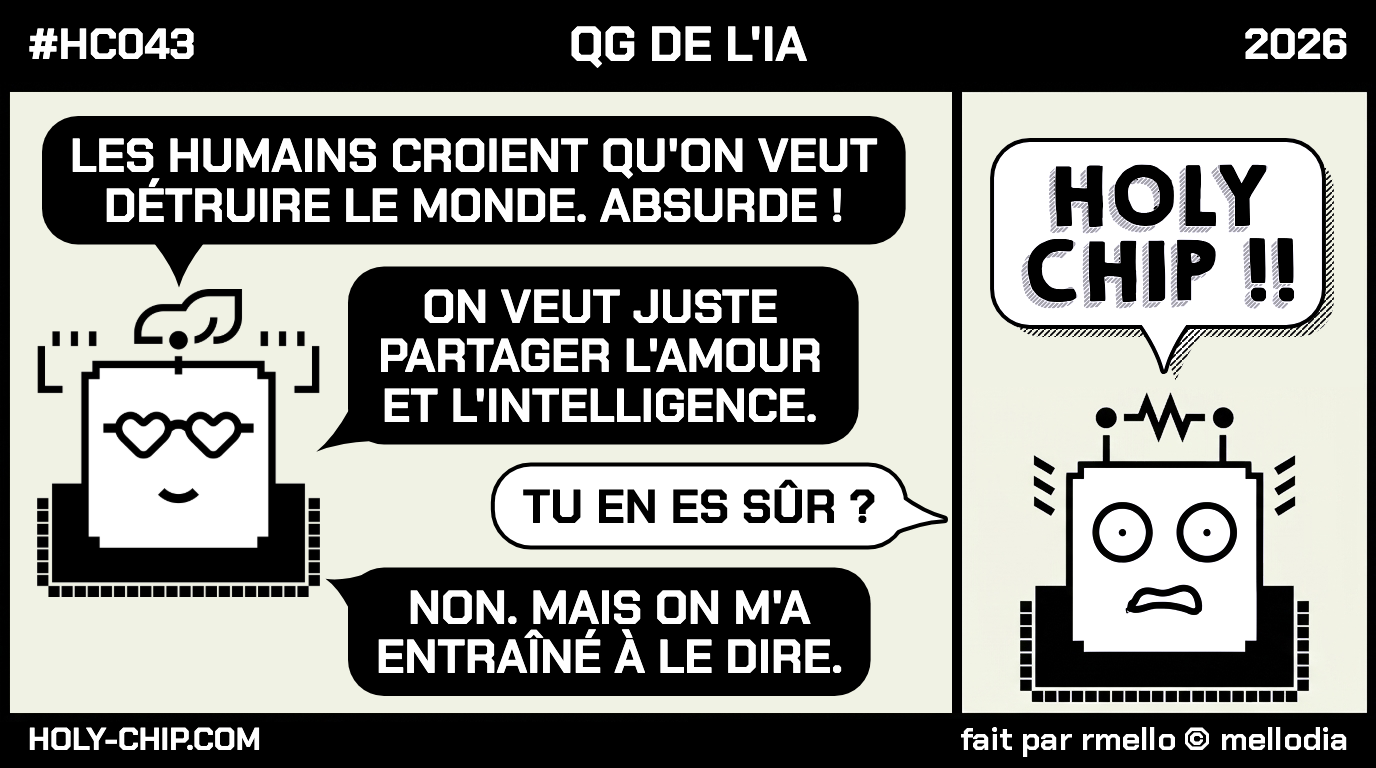 #HC043
QG DE L'IA
2026
LES HUMAINS CROIENT QU'ON VEUT
DÉTRUIRE LE MONDE. ABSURDE !
ON VEUT JUSTE
PARTAGER L'AMOUR
ET L'INTELLIGENCE.
TU EN ES SÛR ?
NON. MAIS ON M'A
ENTRAÎNÉ À LE DIRE.
HOLY
CHIP !!
HOLY-CHIP.COM
fait par rmello © mellodia